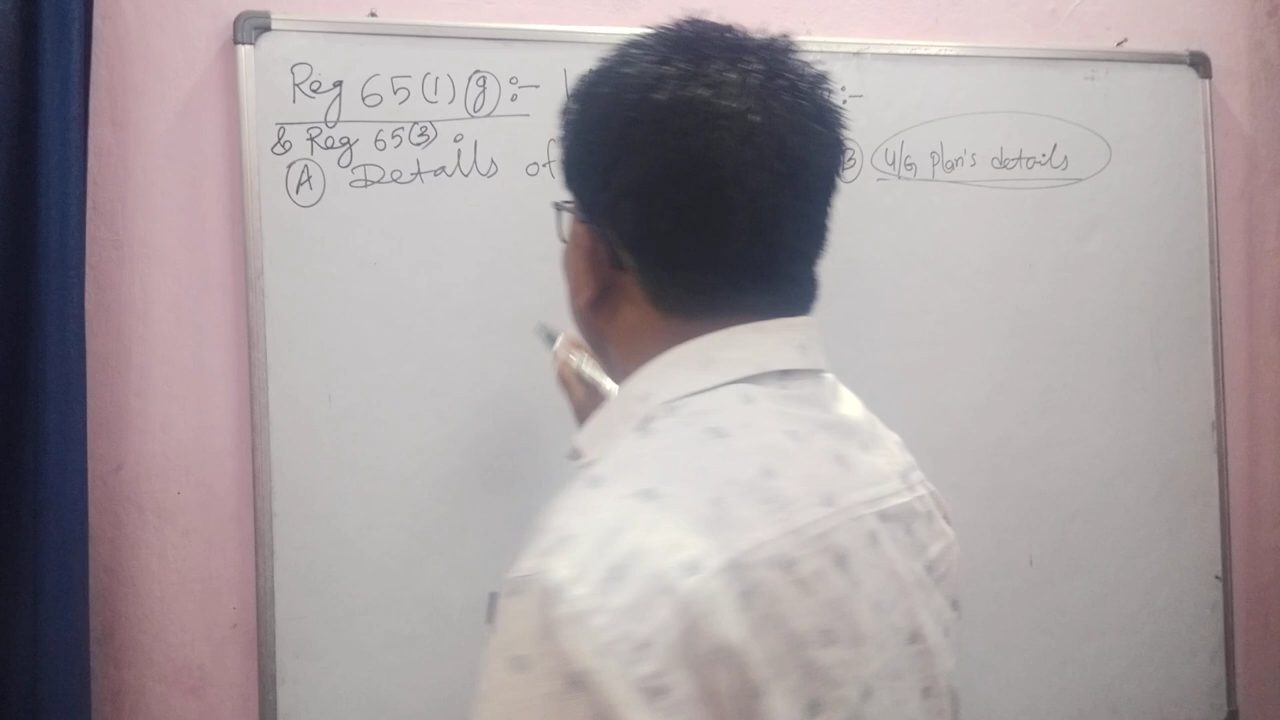 Reg 65(1) (g) :- :-
& Reg 65(3) :
(A) Details of (B) U/G Plan's details